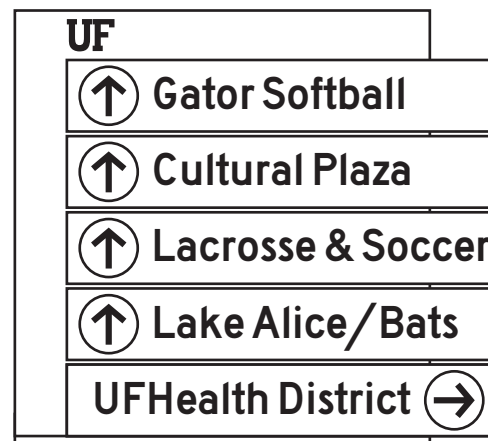 UF
Gator Softball
Cultural Plaza
Lacrosse & Soccer
Lake Alice/Bats
UFHealth District